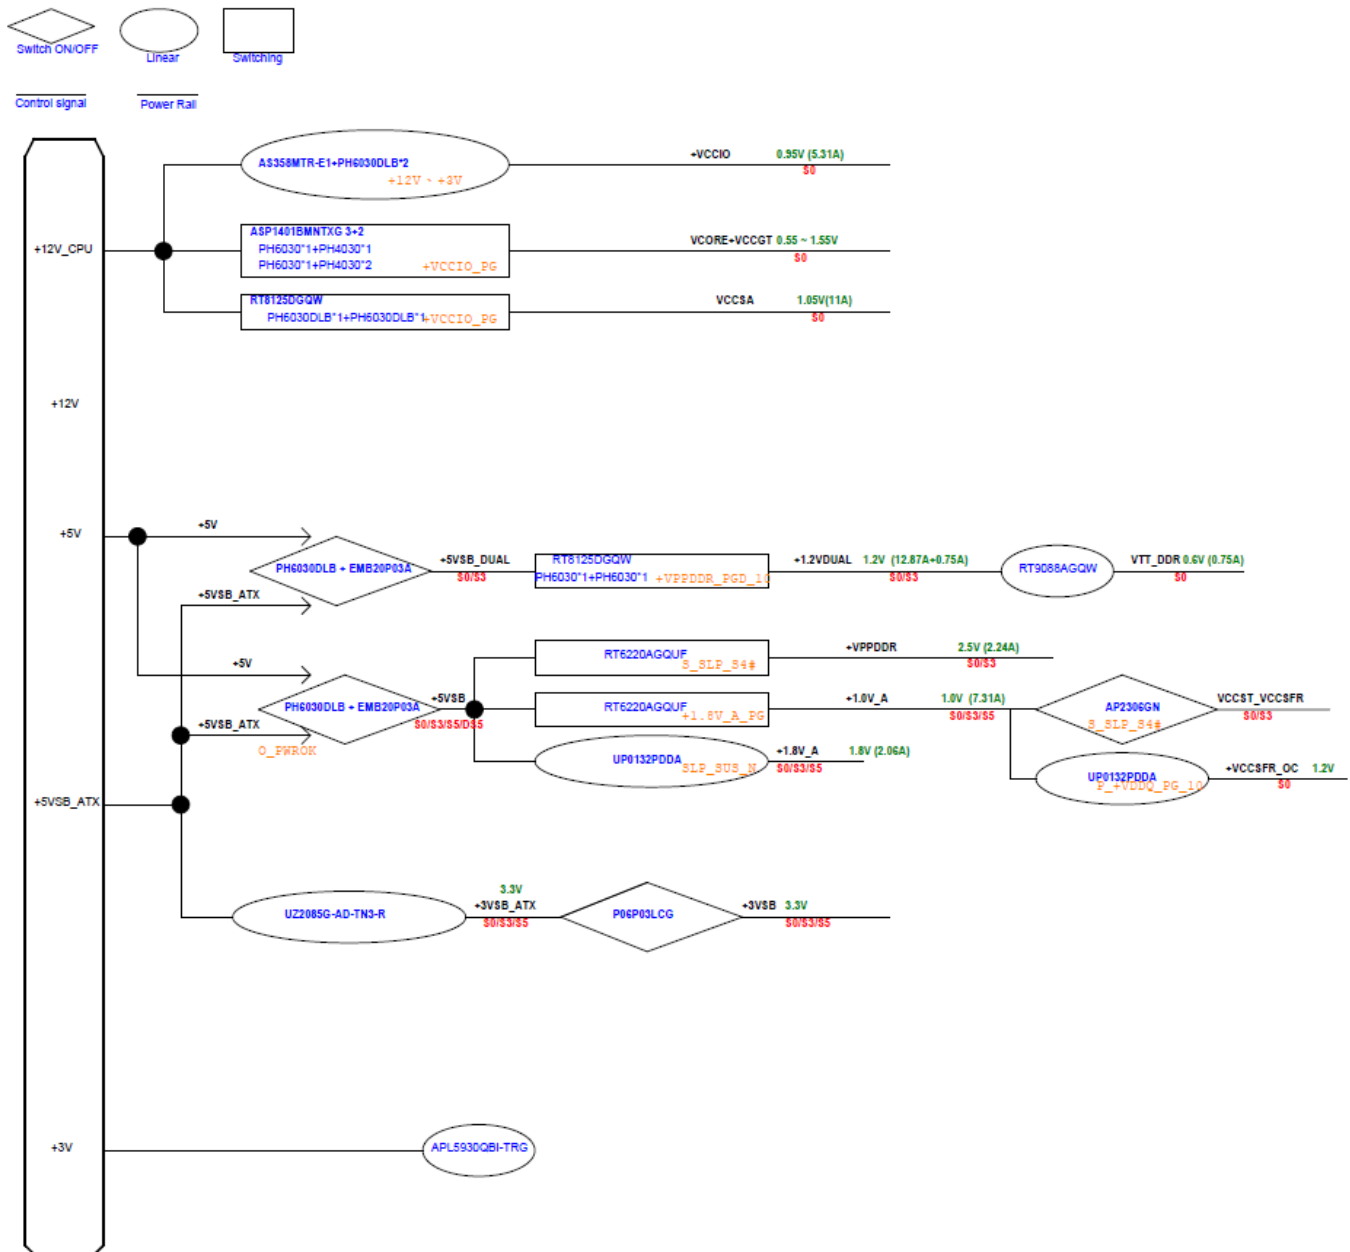 Switch ON/OFF
Linear
Switching
Control signal
Power Rail
AS358MTR-E1+PH6030DLB*2
+12V、+3V
+VCCIO
0.95V (5.31A)
S0
+12V_CPU
ASP1401BMNTXG 3+2
PH6030*1+PH4030*1
PH6030*1+PH4030*2
+VCCIO_PG
VCORE+VCCGT 0.55 ~ 1.55V
S0
RT8125DGQW
PH6030DLB*1+PH6030DLB*1
+VCCIO_PG
VCCSA
1.05V(11A)
S0
+12V
+5V
+5V
PH6030DLB + EMB20P03A
+5VSB_DUAL
S0/S3
RT8125DGQW
PH6030*1+PH6030*1
+VPPDDR_PGD_10
+1.2VDUAL
1.2V (12.87A+0.75A)
S0/S3
RT9088AGQW
VTT_DDR 0.6V (0.75A)
S0
+5VSB_ATX
+5V
RT6220AGQUF
S_SLP_S4#
+VPPDDR
2.5V (2.24A)
S0/S3
PH6030DLB + EMB20P03A
+5VSB
S0/S3/S5/DS5
+5VSB_ATX
O_PWROK
RT6220AGQUF
+1.8V_A_PG
+1.0V_A
1.0V (7.31A)
S0/S3/S5
AP2306GN
S_SLP_S4#
VCCST_VCCSFR
S0/S3
UP0132PDDA
SLP_SUS_N
+1.8V_A
1.8V (2.06A)
S0/S3/S5
UP0132PDDA
P_+VDDQ_PG_10
+VCCSFR_OC
1.2V
S0
+5VSB_ATX
UZ2085G-AD-TN3-R
3.3V
+3VSB_ATX
S0/S3/S5
P06P03LCG
+3VSB
3.3V
S0/S3/S5
+3V
APL5930QBI-TRG